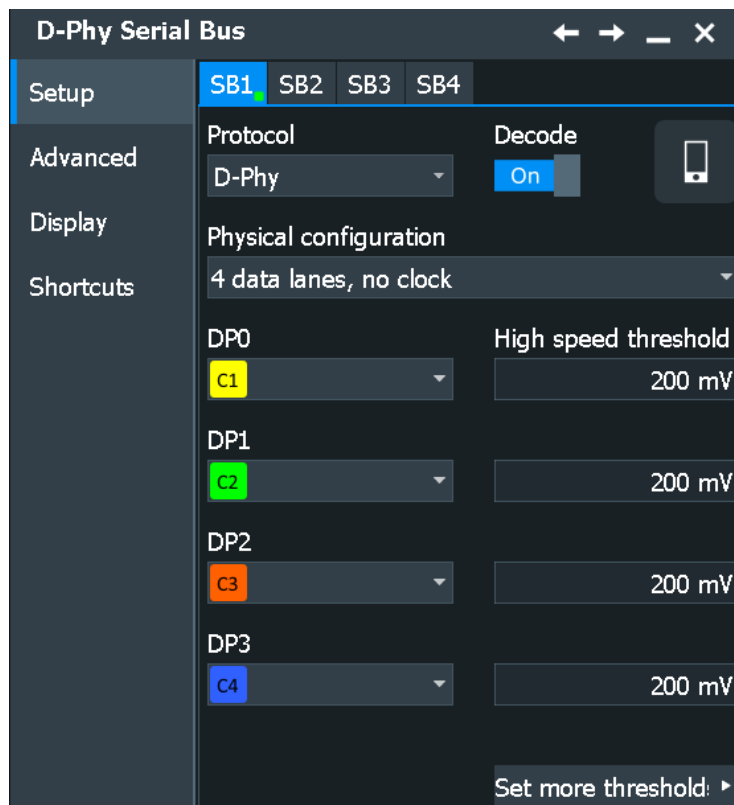 D-Phy Serial Bus
Setup
Advanced
Display
Shortcuts
SB1 SB2 SB3 SB4
Protocol Decode
D-Phy On
Physical configuration
4 data lanes, no clock
DP0 High speed threshold
C1 200 mV
DP1
C2 200 mV
DP2
C3 200 mV
DP3
C4 200 mV
Set more threshold